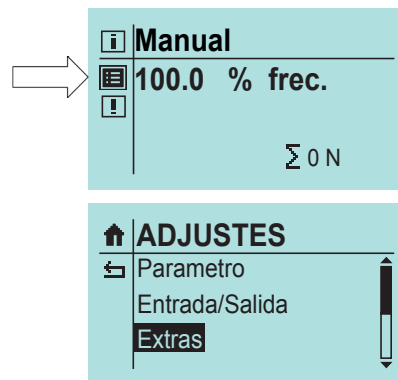 Manual
100.0 % frec.
Σ 0 N
ADJUSTES
Parametro
Entrada/Salida
Extras